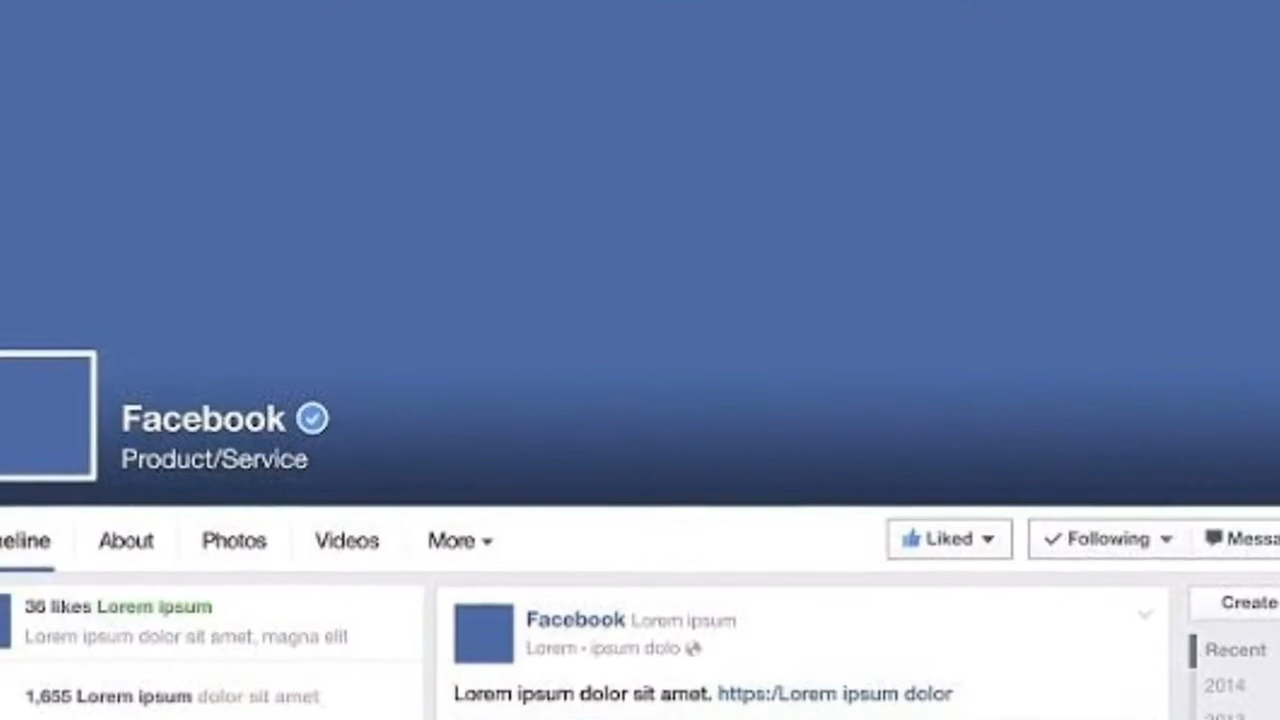 Facebook
Product/Service
eline About Photos Videos More
Liked Following Messa
36 likes Lorem ipsum
Lorem ipsum dolor sit amet, magna elit
1,655 Lorem ipsum dolor sit amet
Facebook Lorem ipsum
Lorem • ipsum dolo
Lorem ipsum dolor sit amet. https:/Lorem ipsum dolor
Create
Recent
2014